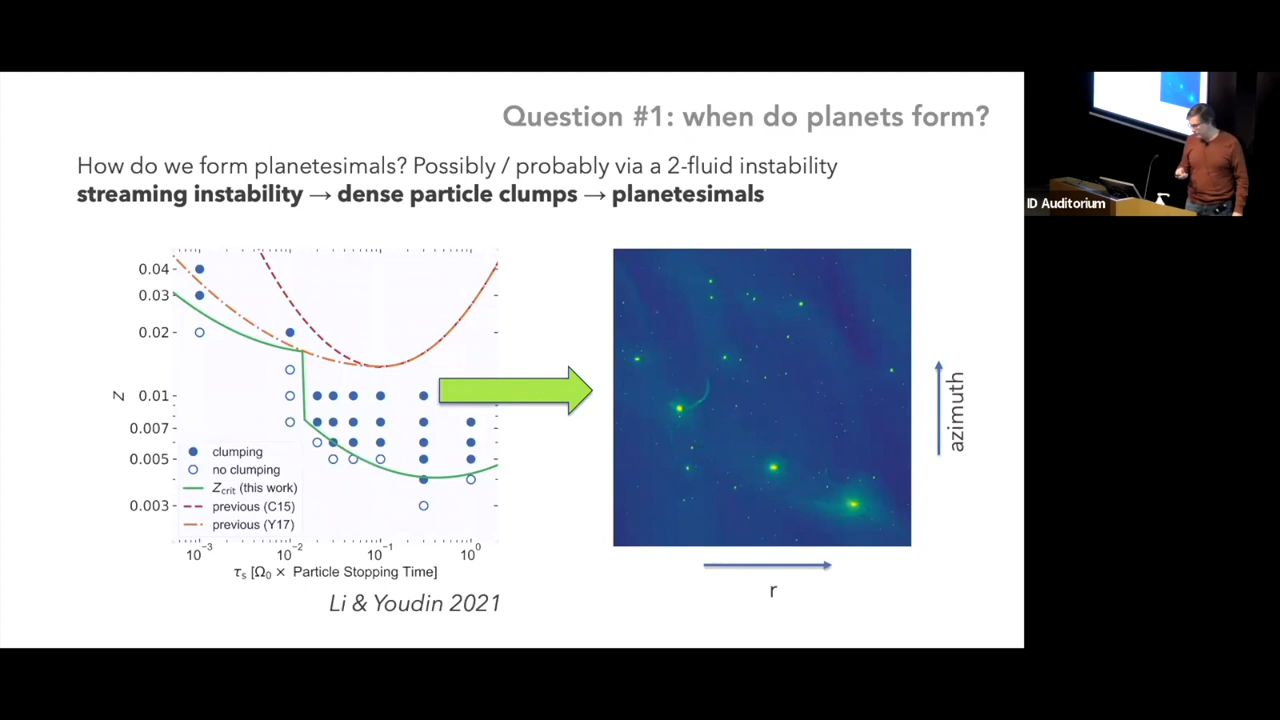 Question #1: when do planets form?
How do we form planetesimals? Possibly / probably via a 2-fluid instability
streaming instability → dense particle clumps → planetesimals
0.04
0.03
0.02
0.01
0.007
0.005
0.003
Z
clumping
no clumping
Zcrit (this work)
previous (C15)
previous (Y17)
10⁻³ 10⁻² 10⁻¹ 10⁰
τs [Ω0 × Particle Stopping Time]
Li & Youdin 2021
azimuth
r
ID Auditorium